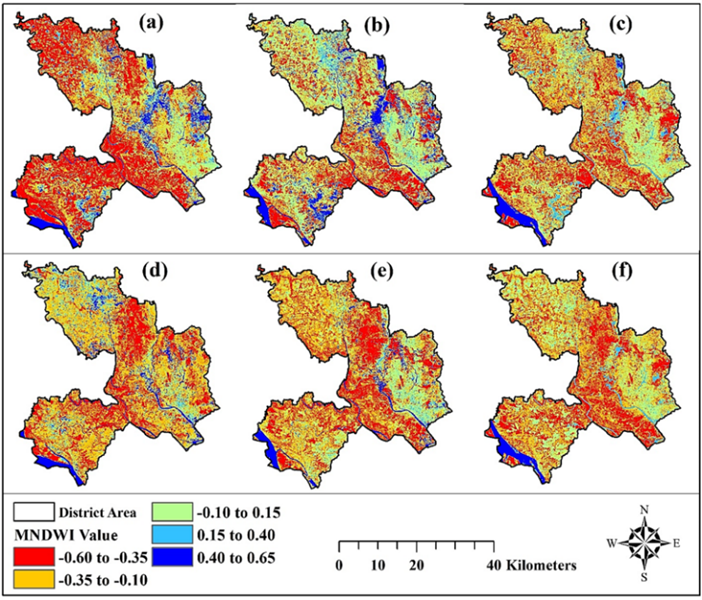 (a) (b) (c)
(d) (e) (f)
District Area
MNDWI Value
-0.60 to -0.35
-0.35 to -0.10
-0.10 to 0.15
0.15 to 0.40
0.40 to 0.65
0 10 20 40 Kilometers
N
W E
S